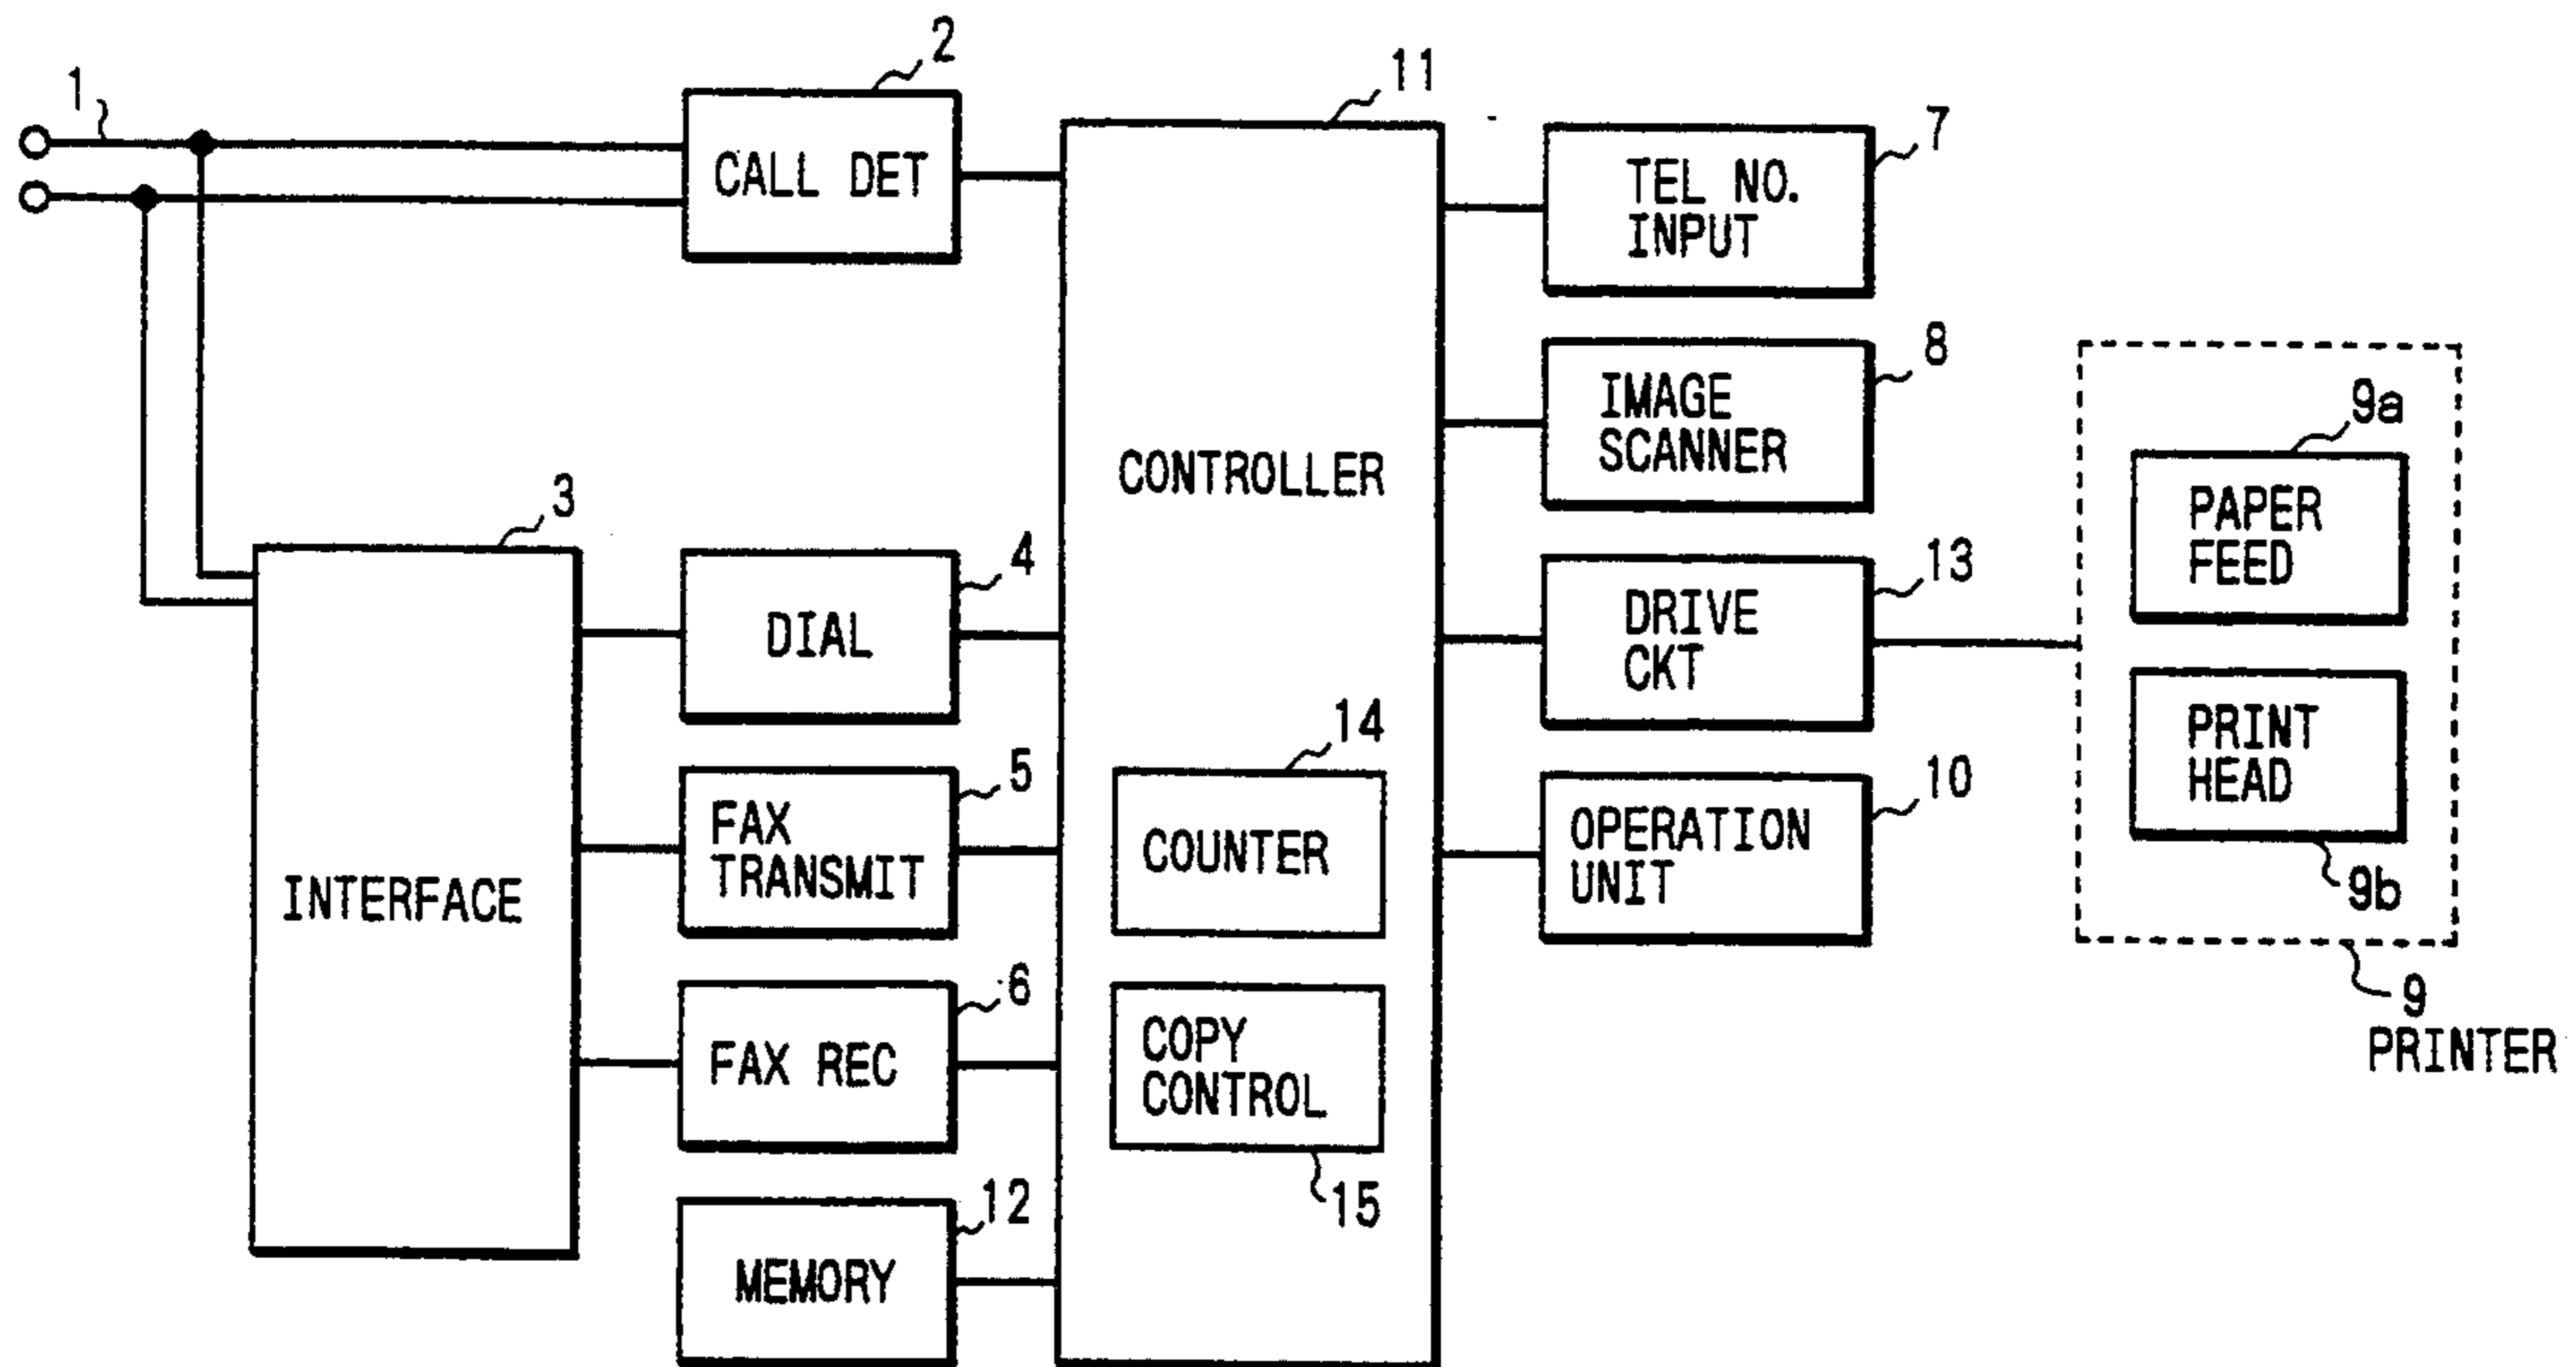 1
2
CALL DET
11
CONTROLLER
7
TEL NO.
INPUT
8
IMAGE
SCANNER
3
INTERFACE
4
DIAL
13
DRIVE
CKT
9a
PAPER
FEED
PRINT
HEAD
9b
9
PRINTER
5
FAX
TRANSMIT
14
COUNTER
10
OPERATION
UNIT
6
FAX REC
COPY
CONTROL
15
12
MEMORY